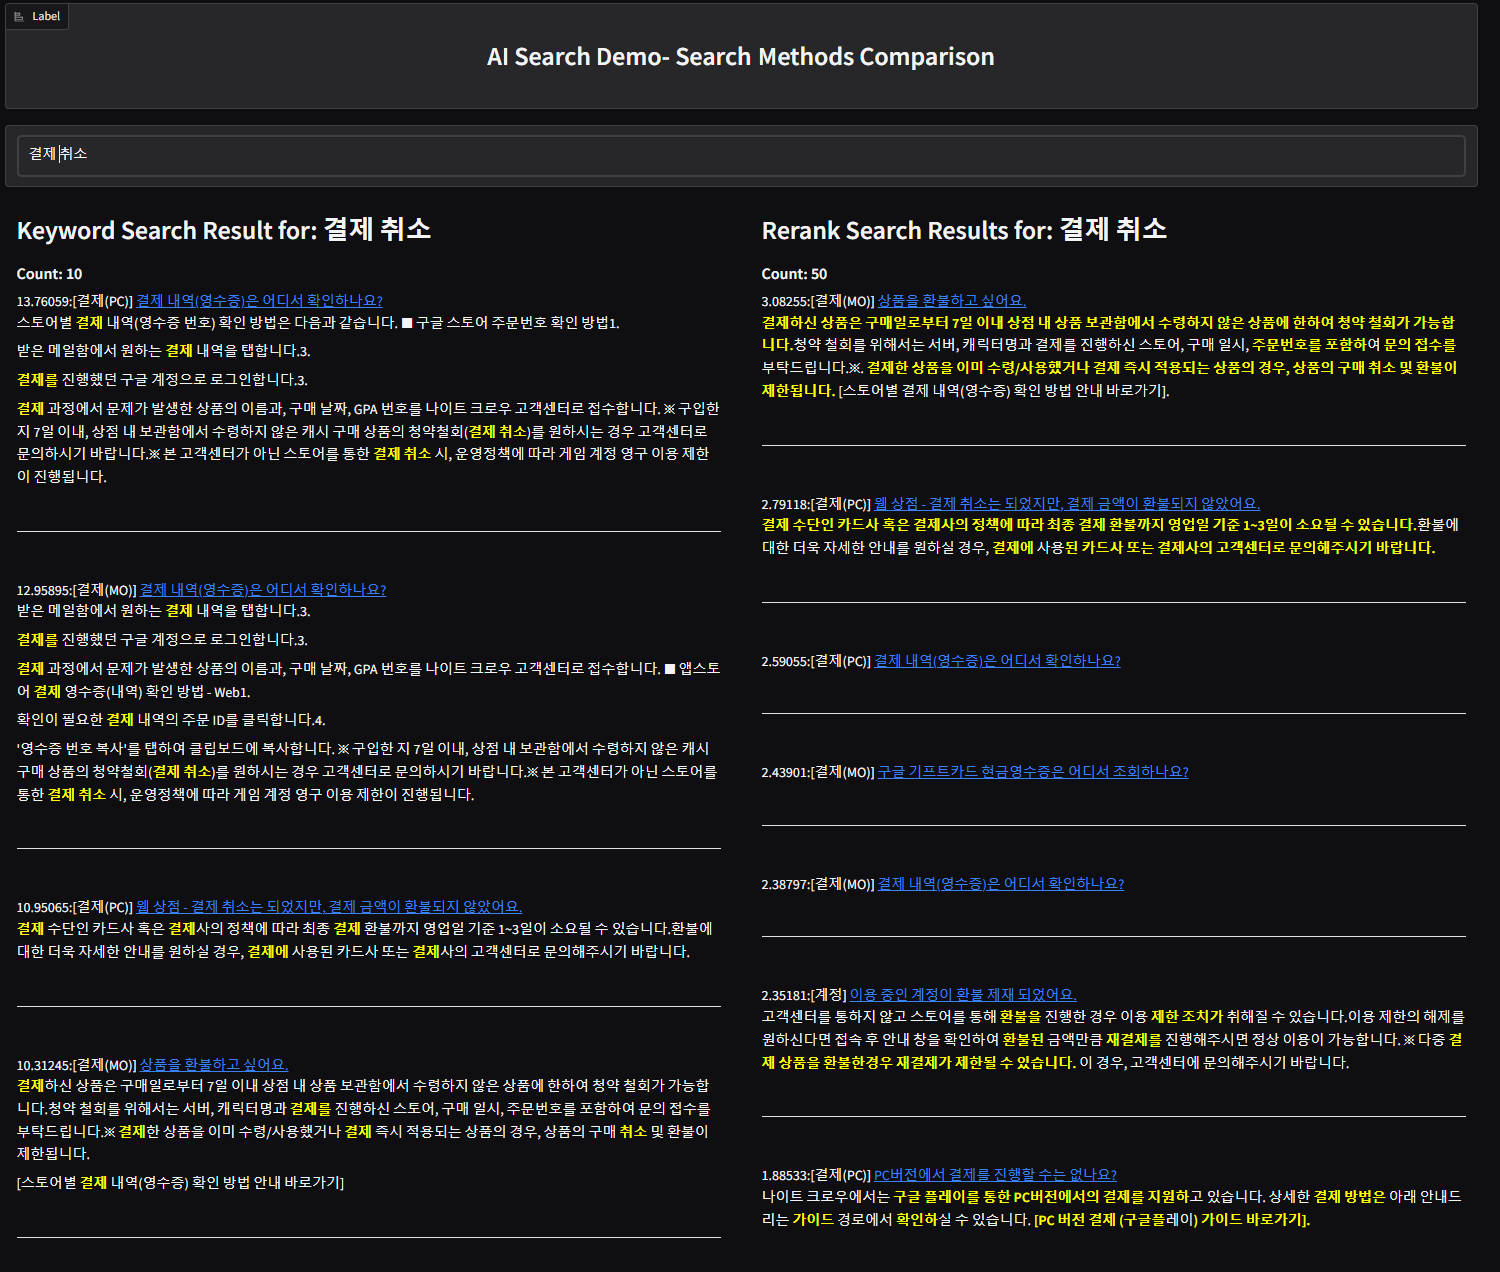 Label
AI Search Demo- Search Methods Comparison
결제 취소
Keyword Search Result for: 결제 취소
Count: 10
13.76059:[결제(PC)] 결제 내역(영수증)은 어디서 확인하나요?
스토어별 결제 내역(영수증 번호) 확인 방법은 다음과 같습니다. ■ 구글 스토어 주문번호 확인 방법1.
받은 메일함에서 원하는 결제 내역을 탭합니다.3.
결제를 진행했던 구글 계정으로 로그인합니다.3.
결제 과정에서 문제가 발생한 상품의 이름과, 구매 날짜, GPA 번호를 나이트 크로우 고객센터로 접수합니다. ※ 구입한
지 7일 이내, 상점 내 보관함에서 수령하지 않은 캐시 구매 상품의 청약철회(결제 취소)를 원하시는 경우 고객센터로
문의하시기 바랍니다.※ 본 고객센터가 아닌 스토어를 통한 결제 취소 시, 운영정책에 따라 게임 계정 영구 이용 제한
이 진행됩니다.
12.95895:[결제(MO)] 결제 내역(영수증)은 어디서 확인하나요?
받은 메일함에서 원하는 결제 내역을 탭합니다.3.
결제를 진행했던 구글 계정으로 로그인합니다.3.
결제 과정에서 문제가 발생한 상품의 이름과, 구매 날짜, GPA 번호를 나이트 크로우 고객센터로 접수합니다. ■ 앱스토
어 결제 영수증(내역) 확인 방법 - Web1.
확인이 필요한 결제 내역의 주문 ID를 클릭합니다.4.
'영수증 번호 복사'를 탭하여 클립보드에 복사합니다. ※ 구입한 지 7일 이내, 상점 내 보관함에서 수령하지 않은 캐시
구매 상품의 청약철회(결제 취소)를 원하시는 경우 고객센터로 문의하시기 바랍니다.※ 본 고객센터가 아닌 스토어를
통한 결제 취소 시, 운영정책에 따라 게임 계정 영구 이용 제한이 진행됩니다.
10.95065:[결제(PC)] 웹 상점 - 결제 취소는 되었지만, 결제 금액이 환불되지 않았어요.
결제 수단인 카드사 혹은 결제사의 정책에 따라 최종 결제 환불까지 영업일 기준 1~3일이 소요될 수 있습니다.환불에
대한 더욱 자세한 안내를 원하실 경우, 결제에 사용된 카드사 또는 결제사의 고객센터로 문의해주시기 바랍니다.
10.31245:[결제(MO)] 상품을 환불하고 싶어요.
결제하신 상품은 구매일로부터 7일 이내 상점 내 상품 보관함에서 수령하지 않은 상품에 한하여 청약 철회가 가능합
니다.청약 철회를 위해서는 서버, 캐릭터명과 결제를 진행하신 스토어, 구매 일시, 주문번호를 포함하여 문의 접수를
부탁드립니다.※ 결제한 상품을 이미 수령/사용했거나 결제 즉시 적용되는 상품의 경우, 상품의 구매 취소 및 환불이
제한됩니다.
[스토어별 결제 내역(영수증) 확인 방법 안내 바로가기]
Rerank Search Results for: 결제 취소
Count: 50
3.08255:[결제(MO)] 상품을 환불하고 싶어요.
결제하신 상품은 구매일로부터 7일 이내 상점 내 상품 보관함에서 수령하지 않은 상품에 한하여 청약 철회가 가능합
니다.청약 철회를 위해서는 서버, 캐릭터명과 결제를 진행하신 스토어, 구매 일시, 주문번호를 포함하여 문의 접수를
부탁드립니다.※. 결제한 상품을 이미 수령/사용했거나 결제 즉시 적용되는 상품의 경우, 상품의 구매 취소 및 환불이
제한됩니다. [스토어별 결제 내역(영수증) 확인 방법 안내 바로가기].
2.79118:[결제(PC)] 웹 상점 - 결제 취소는 되었지만, 결제 금액이 환불되지 않았어요.
결제 수단인 카드사 혹은 결제사의 정책에 따라 최종 결제 환불까지 영업일 기준 1~3일이 소요될 수 있습니다.환불에
대한 더욱 자세한 안내를 원하실 경우, 결제에 사용된 카드사 또는 결제사의 고객센터로 문의해주시기 바랍니다.
2.59055:[결제(PC)] 결제 내역(영수증)은 어디서 확인하나요?
2.43901:[결제(MO)] 구글 기프트카드 현금영수증은 어디서 조회하나요?
2.38797:[결제(MO)] 결제 내역(영수증)은 어디서 확인하나요?
2.35181:[계정] 이용 중인 계정이 환불 제재 되었어요.
고객센터를 통하지 않고 스토어를 통해 환불을 진행한 경우 이용 제한 조치가 취해질 수 있습니다.이용 제한의 해제를
원하신다면 접속 후 안내 창을 확인하여 환불된 금액만큼 재결제를 진행해주시면 정상 이용이 가능합니다. ※ 다중 결
제 상품을 환불한경우 재결제가 제한될 수 있습니다. 이 경우, 고객센터에 문의해주시기 바랍니다.
1.88533:[결제(PC)] PC버전에서 결제를 진행할 수는 없나요?
나이트 크로우에서는 구글 플레이를 통한 PC버전에서의 결제를 지원하고 있습니다. 상세한 결제 방법은 아래 안내드
리는 가이드 경로에서 확인하실 수 있습니다. [PC 버전 결제 (구글플레이) 가이드 바로가기].